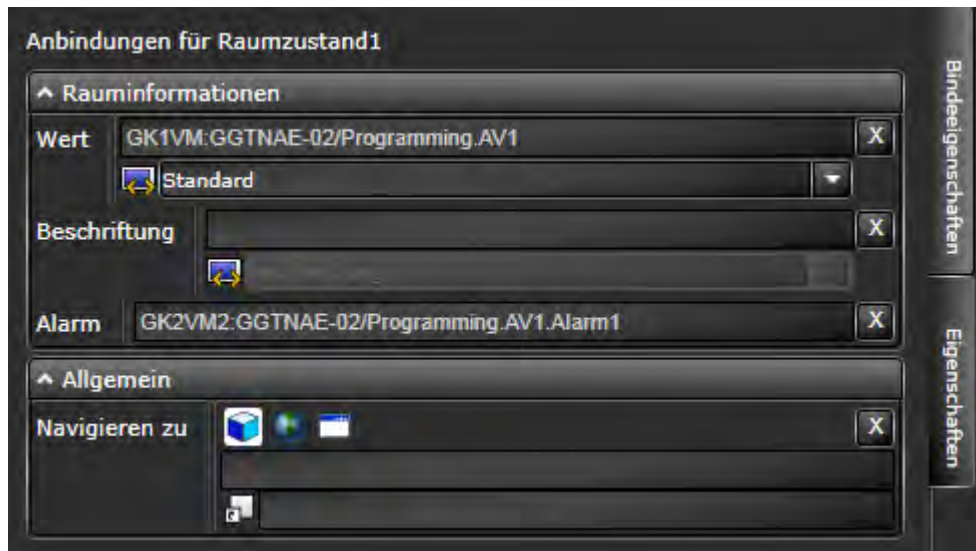 Anbindungen für Raumzustand1
Rauminformationen
Wert GK1VM:GGTNAE-02/Programming.AV1 X
Standard
Beschriftung X
Alarm GK2VM2:GGTNAE-02/Programming.AV1.Alarm1 X
Allgemein
Navigieren zu X
Bindeeigenschaften
Eigenschaften